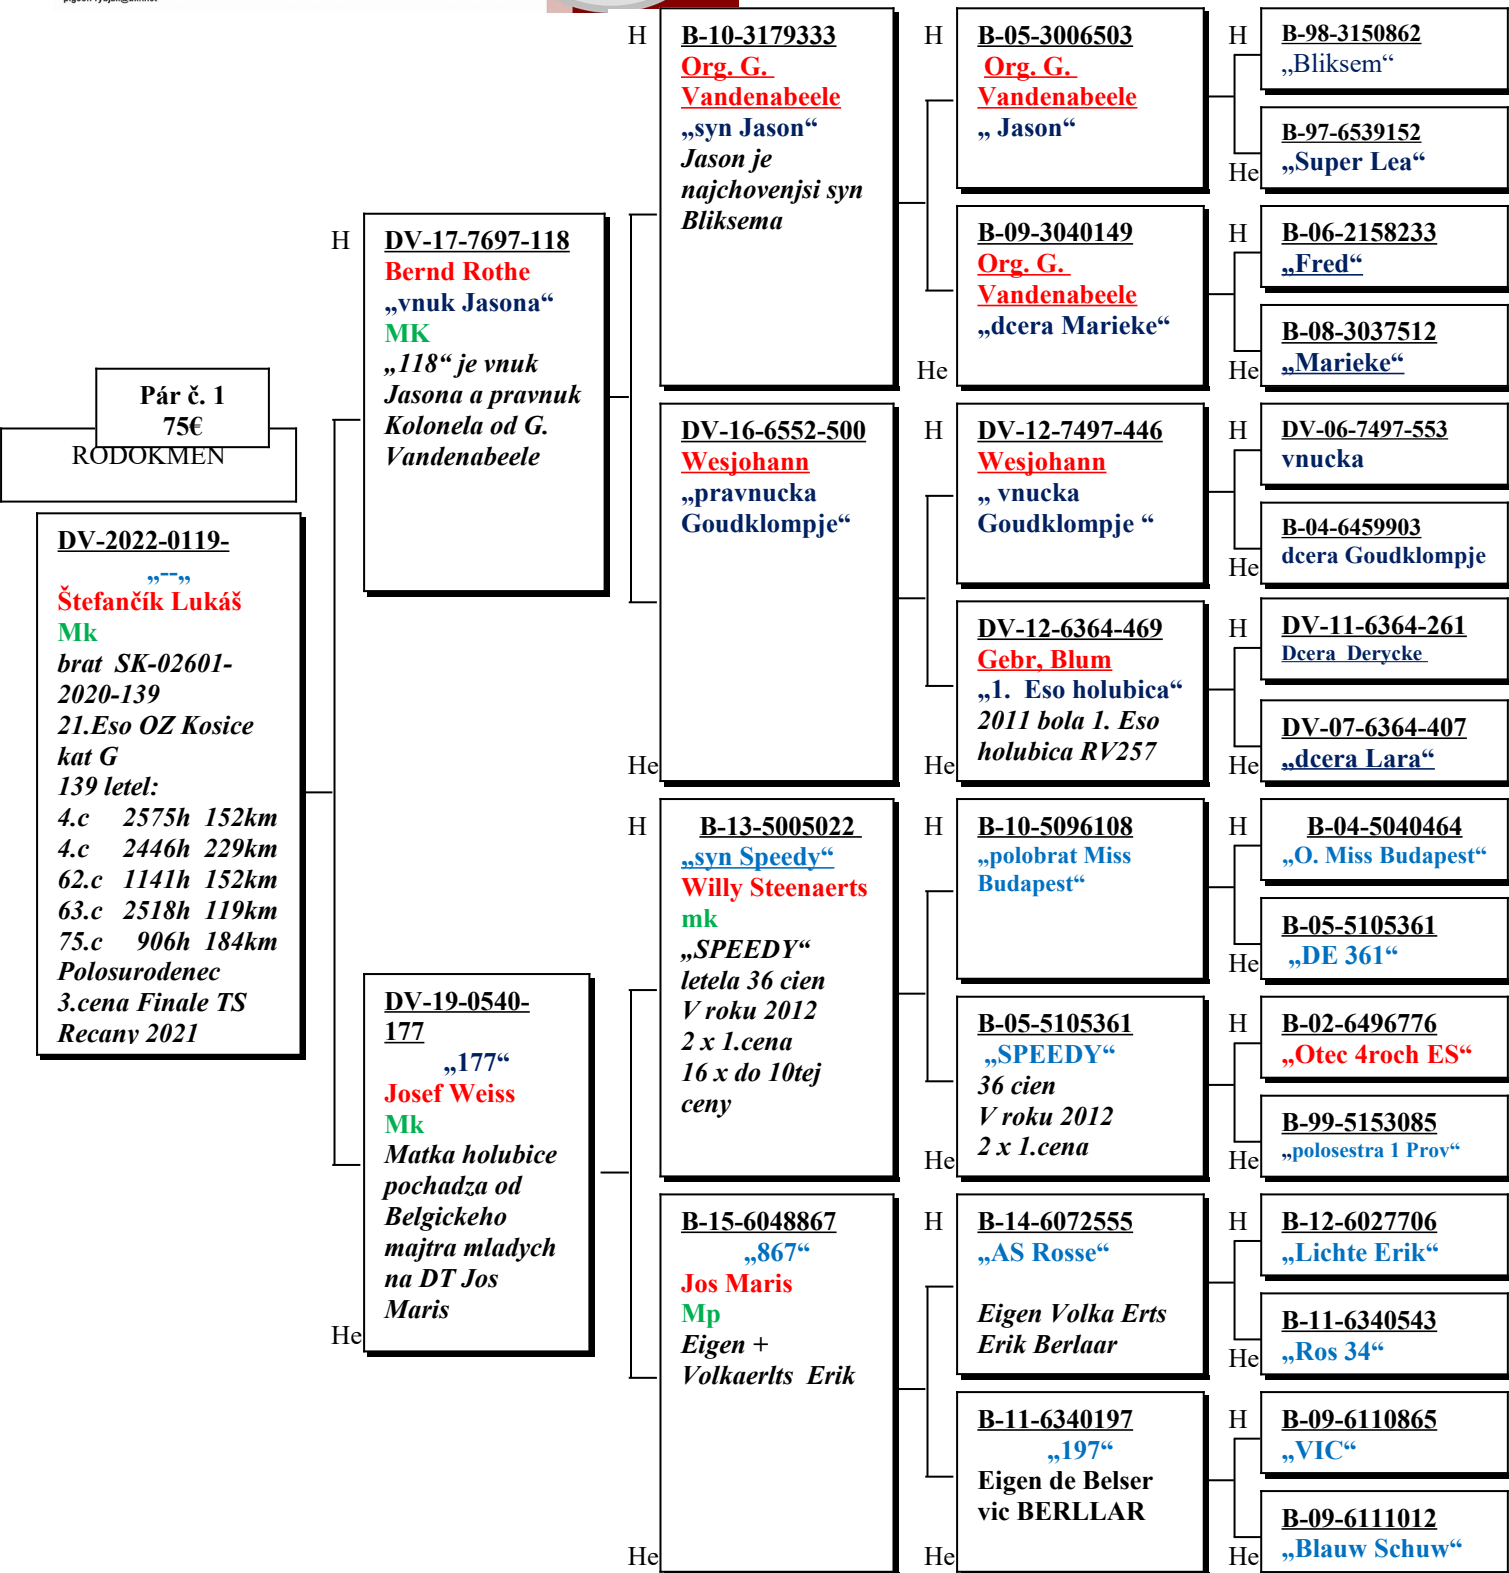 Pár č. 1
75€
RODOKMEN
DV-2022-0119-
„--„
Štefančík Lukáš
Mk
brat SK-02601-
2020-139
21.Eso OZ Kosice
kat G
139 letel:
4.c 2575h 152km
4.c 2446h 229km
62.c 1141h 152km
63.c 2518h 119km
75.c 906h 184km
Polosurodenec
3.cena Finale TS
Recany 2021
H
DV-17-7697-118
Bernd Rothe
„vnuk Jasona“
MK
„118“ je vnuk
Jasona a pravnuk
Kolonela od G.
Vandenabeele
DV-19-0540-
177
„177“
Josef Weiss
Mk
Matka holubice
pochadza od
Belgickeho
majtra mladych
na DT Jos
Maris
He
H
B-10-3179333
Org. G.
Vandenabeele
„syn Jason“
Jason je
najchovenjsi syn
Bliksema
DV-16-6552-500
Wesjohann
„pravnucka
Goudklompje“
He
H
B-13-5005022
„syn Speedy“
Willy Steenaerts
mk
„SPEEDY“
letela 36 cien
V roku 2012
2 x 1.cena
16 x do 10tej
ceny
B-15-6048867
„867“
Jos Maris
Mp
Eigen +
Volkaerlts Erik
He
H
B-05-3006503
Org. G.
Vandenabeele
„ Jason“
B-09-3040149
Org. G.
Vandenabeele
„dcera Marieke“
He
H
DV-12-7497-446
Wesjohann
„ vnucka
Goudklompje “
DV-12-6364-469
Gebr, Blum
„1. Eso holubica“
2011 bola 1. Eso
holubica RV257
He
H
B-10-5096108
„polobrat Miss
Budapest“
B-05-5105361
„SPEEDY“
36 cien
V roku 2012
2 x 1.cena
He
H
B-14-6072555
„AS Rosse“
Eigen Volka Erts
Erik Berlaar
B-11-6340197
„197“
Eigen de Belser
vic BERLLAR
He
H
B-98-3150862
„Bliksem“
B-97-6539152
„Super Lea“
He
H
B-06-2158233
„Fred“
B-08-3037512
„Marieke“
He
H
DV-06-7497-553
vnucka
B-04-6459903
dcera Goudklompje
He
H
DV-11-6364-261
Dcera Derycke
DV-07-6364-407
„dcera Lara“
He
H
B-04-5040464
„O. Miss Budapest“
B-05-5105361
„DE 361“
He
H
B-02-6496776
„Otec 4roch ES“
B-99-5153085
„polosestra 1 Prov“
He
H
B-12-6027706
„Lichte Erik“
B-11-6340543
„Ros 34“
He
H
B-09-6110865
„VIC“
B-09-6111012
„Blauw Schuw“
He